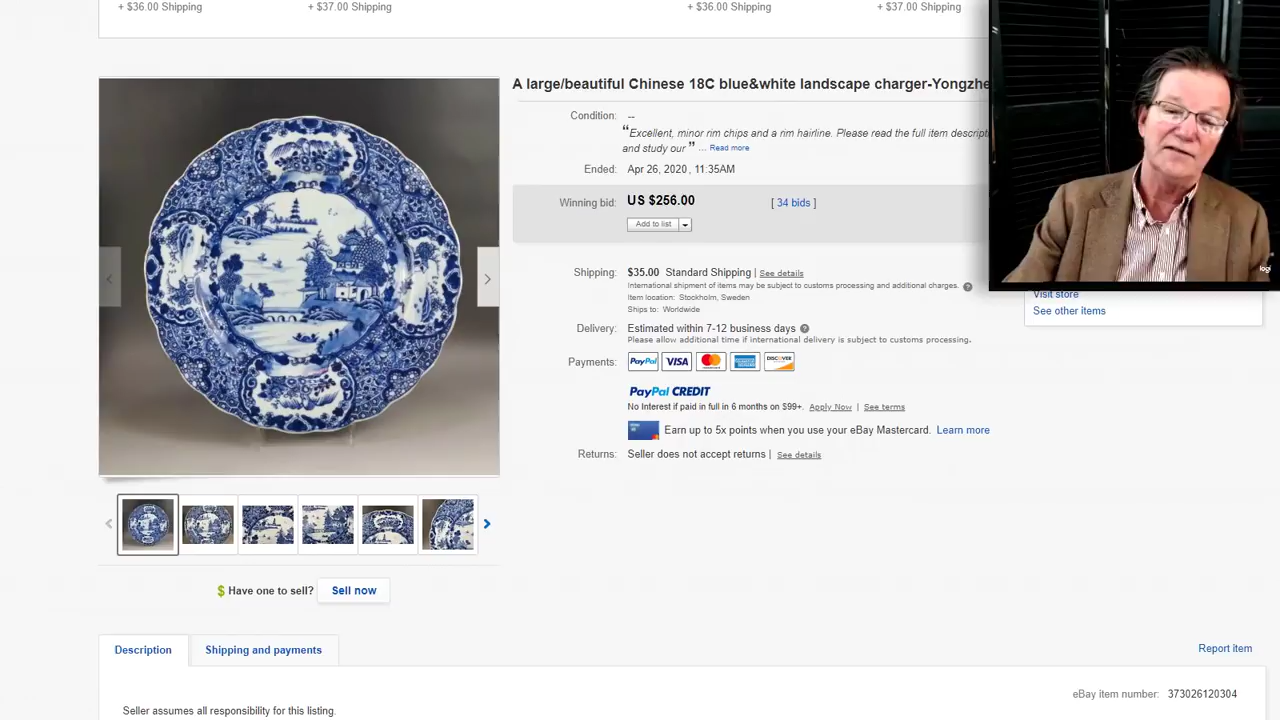 + $36.00 Shipping
+ $37.00 Shipping
+ $36.00 Shipping
+ $37.00 Shipping
A large/beautiful Chinese 18C blue&white landscape charger-Yongzhe
Condition: --
“Excellent, minor rim chips and a rim hairline. Please read the full item descripti
and study our ” ... Read more
Ended: Apr 26, 2020 , 11:35AM
Winning bid: US $256.00 [ 34 bids ]
Add to list
Shipping: $35.00 Standard Shipping | See details
International shipment of items may be subject to customs processing and additional charges. ?
Item location: Stockholm, Sweden
Ships to: Worldwide
Visit store
See other items
Delivery: Estimated within 7-12 business days ?
Please allow additional time if international delivery is subject to customs processing.
Payments: PayPal VISA MasterCard DISCOVER
PayPal CREDIT
No Interest if paid in full in 6 months on $99+. Apply Now | See terms
Earn up to 5x points when you use your eBay Mastercard. Learn more
Returns: Seller does not accept returns | See details
$ Have one to sell? Sell now
Description
Shipping and payments
Report item
eBay item number: 373026120304
Seller assumes all responsibility for this listing.
logi